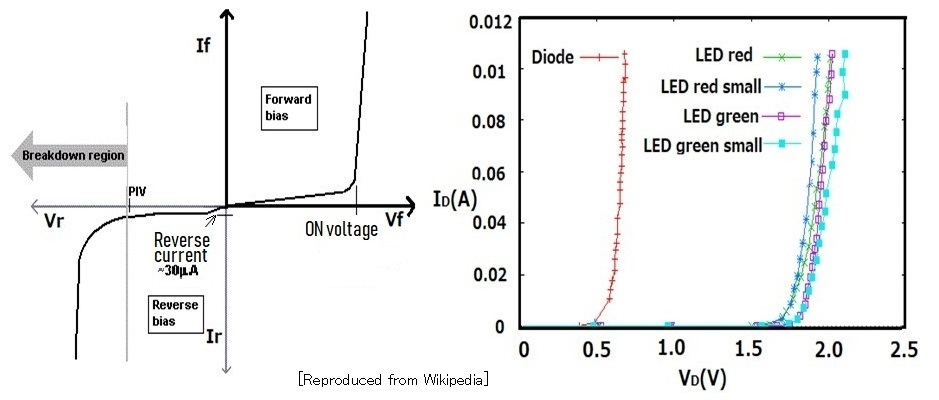 If
Forward
bias
Breakdown region
PIV
Vr
Vf
ON voltage
Reverse
current
≈30µA
Reverse
bias
Ir
[Reproduced from Wikipedia]
0.012
0.01
0.08
0.06
0.04
0.02
0
ID(A)
Diode
LED red
LED red small
LED green
LED green small
0 0.5 1.0 1.5 2.0 2.5
VD(V)